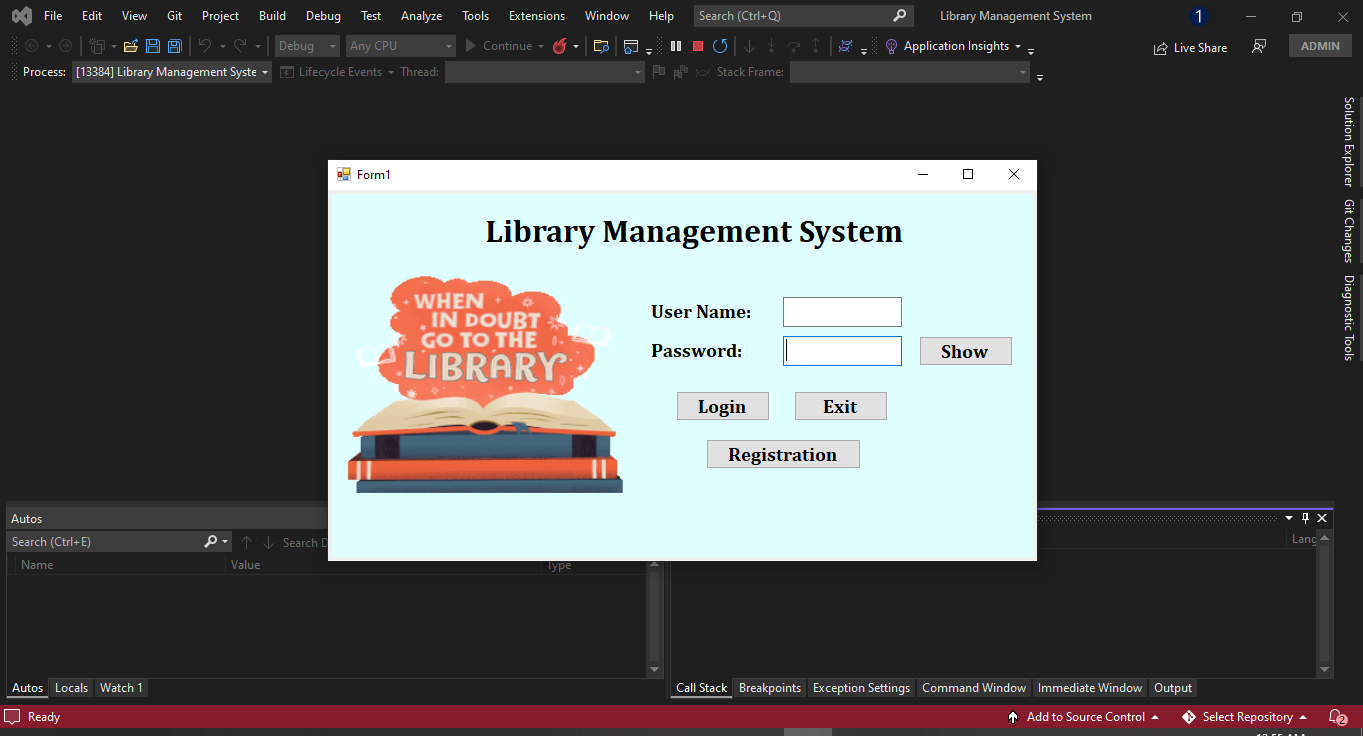 File Edit View Git Project Build Debug Test Analyze Tools Extensions Window Help Search (Ctrl+Q) Library Management System 1
Debug Any CPU Continue Application Insights Live Share ADMIN
Process: [13384] Library Management Syste Lifecycle Events Thread: Stack Frame:
Solution Explorer
Git Changes
Diagnostic Tools
Form1
Library Management System
WHEN
IN DOUBT
GO TO THE
LIBRARY
User Name:
Password:
Show
Login Exit
Registration
Autos
Search (Ctrl+E) Search
Name Value Type
Lang
Autos Locals Watch 1
Call Stack Breakpoints Exception Settings Command Window Immediate Window Output
Ready Add to Source Control Select Repository 2